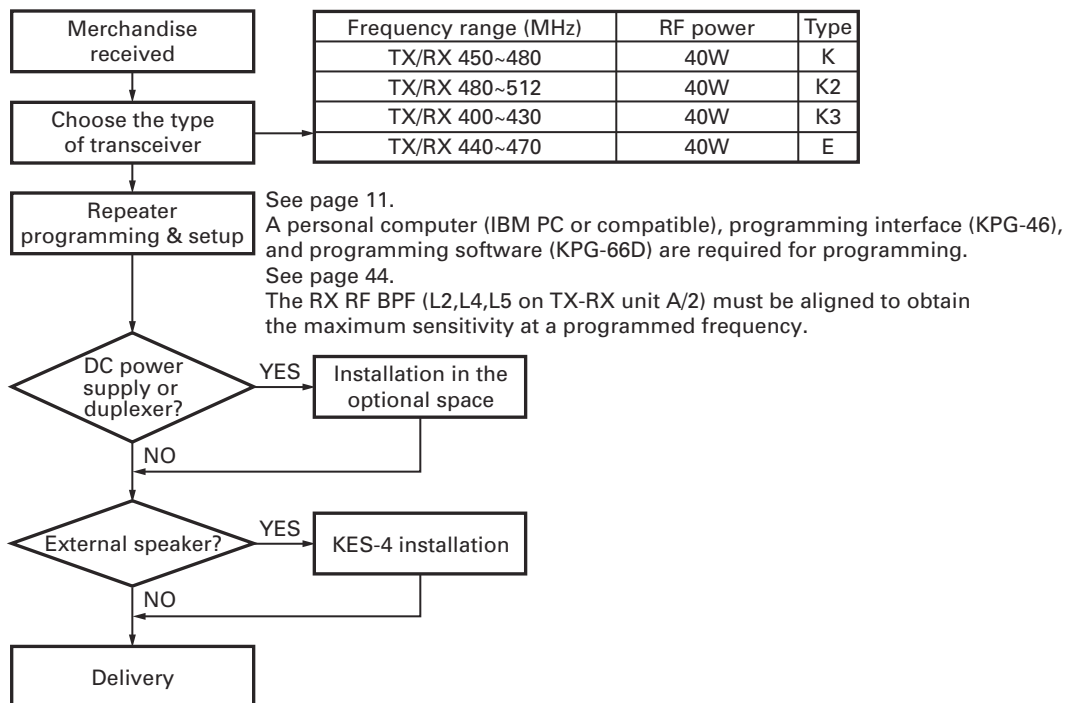 Merchandise
received
Frequency range (MHz) RF power Type
TX/RX 450~480 40W K
TX/RX 480~512 40W K2
TX/RX 400~430 40W K3
TX/RX 440~470 40W E
Choose the type
of transceiver
Repeater
programming & setup
See page 11.
A personal computer (IBM PC or compatible), programming interface (KPG-46),
and programming software (KPG-66D) are required for programming.
See page 44.
The RX RF BPF (L2,L4,L5 on TX-RX unit A/2) must be aligned to obtain
the maximum sensitivity at a programmed frequency.
DC power
supply or
duplexer?
YES
Installation in the
optional space
NO
External speaker?
YES
KES-4 installation
NO
Delivery